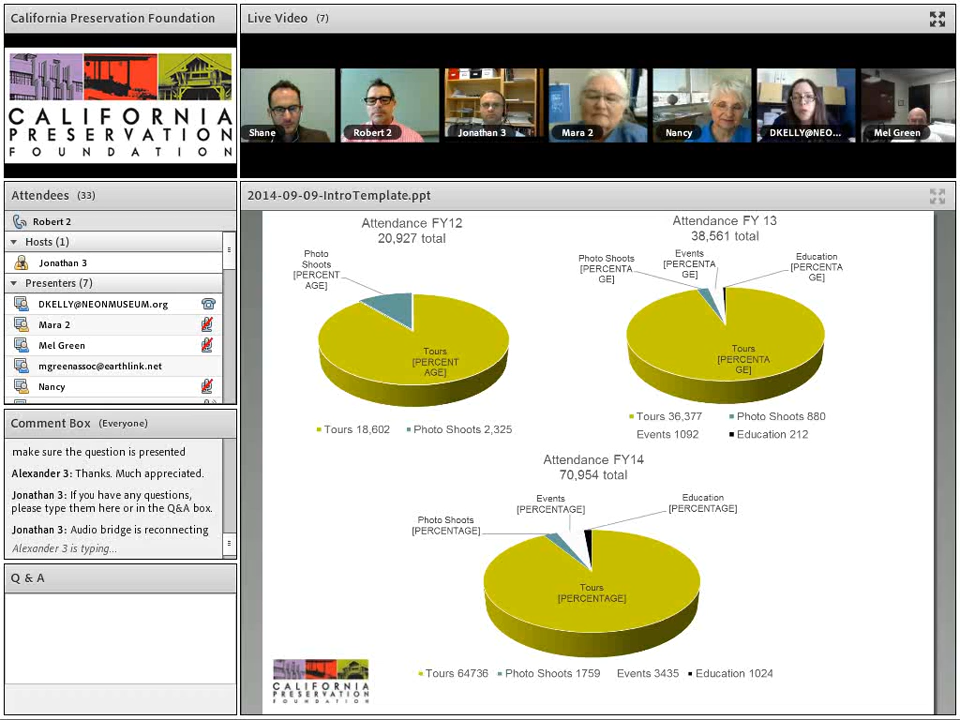 California Preservation Foundation
CALIFORNIA
PRESERVATION
FOUNDATION
Live Video (7)
Shane
Robert 2
Jonathan 3
Mara 2
Nancy
DKELLY@NEO...
Mel Green
Attendees (33)
Robert 2
Hosts (1)
Jonathan 3
Presenters (7)
DKELLY@NEONMUSEUM.org
Mara 2
Mel Green
mgreenassoc@earthlink.net
Nancy
Comment Box (Everyone)
make sure the question is presented
Alexander 3: Thanks. Much appreciated.
Jonathan 3: If you have any questions,
please type them here or in the Q&A box.
Jonathan 3: Audio bridge is reconnecting
Alexander 3 is typing...
Q & A
2014-09-09-IntroTemplate.ppt
Attendance FY12
20,927 total
Photo
Shoots
[PERCENT
AGE]
Tours
[PERCENT
AGE]
Tours 18,602 Photo Shoots 2,325
Attendance FY 13
38,561 total
Photo Shoots
[PERCENTA
GE]
Events
[PERCENTA
GE]
Education
[PERCENTA
GE]
Tours
[PERCENTA
GE]
Tours 36,377 Photo Shoots 880
Events 1092 Education 212
Attendance FY14
70,954 total
Photo Shoots
[PERCENTAGE]
Events
[PERCENTAGE]
Education
[PERCENTAGE]
Tours
[PERCENTAGE]
Tours 64736 Photo Shoots 1759 Events 3435 Education 1024
CALIFORNIA
PRESERVATION
FOUNDATION